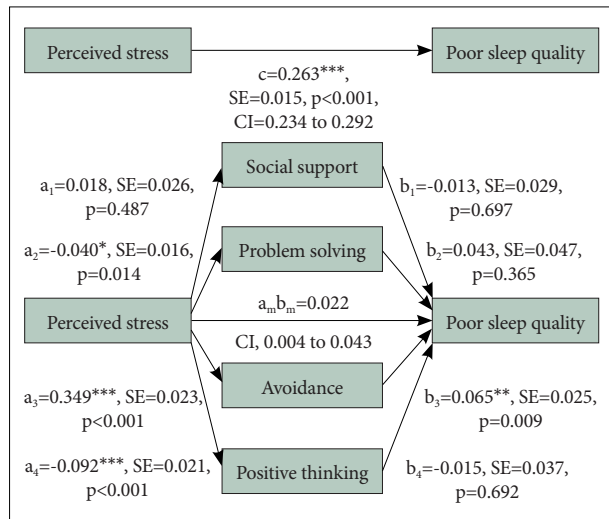 Perceived stress
Poor sleep quality
c=0.263***,
SE=0.015, p<0.001,
CI=0.234 to 0.292
Social support
a₁=0.018, SE=0.026,
p=0.487
b₁=-0.013, SE=0.029,
p=0.697
a₂=-0.040*, SE=0.016,
p=0.014
Problem solving
b₂=0.043, SE=0.047,
p=0.365
Perceived stress
aₘbₘ=0.022
Poor sleep quality
CI, 0.004 to 0.043
Avoidance
a₃=0.349***, SE=0.023,
p<0.001
b₃=0.065**, SE=0.025,
p=0.009
a₄=-0.092***, SE=0.021,
p<0.001
Positive thinking
b₄=-0.015, SE=0.037,
p=0.692